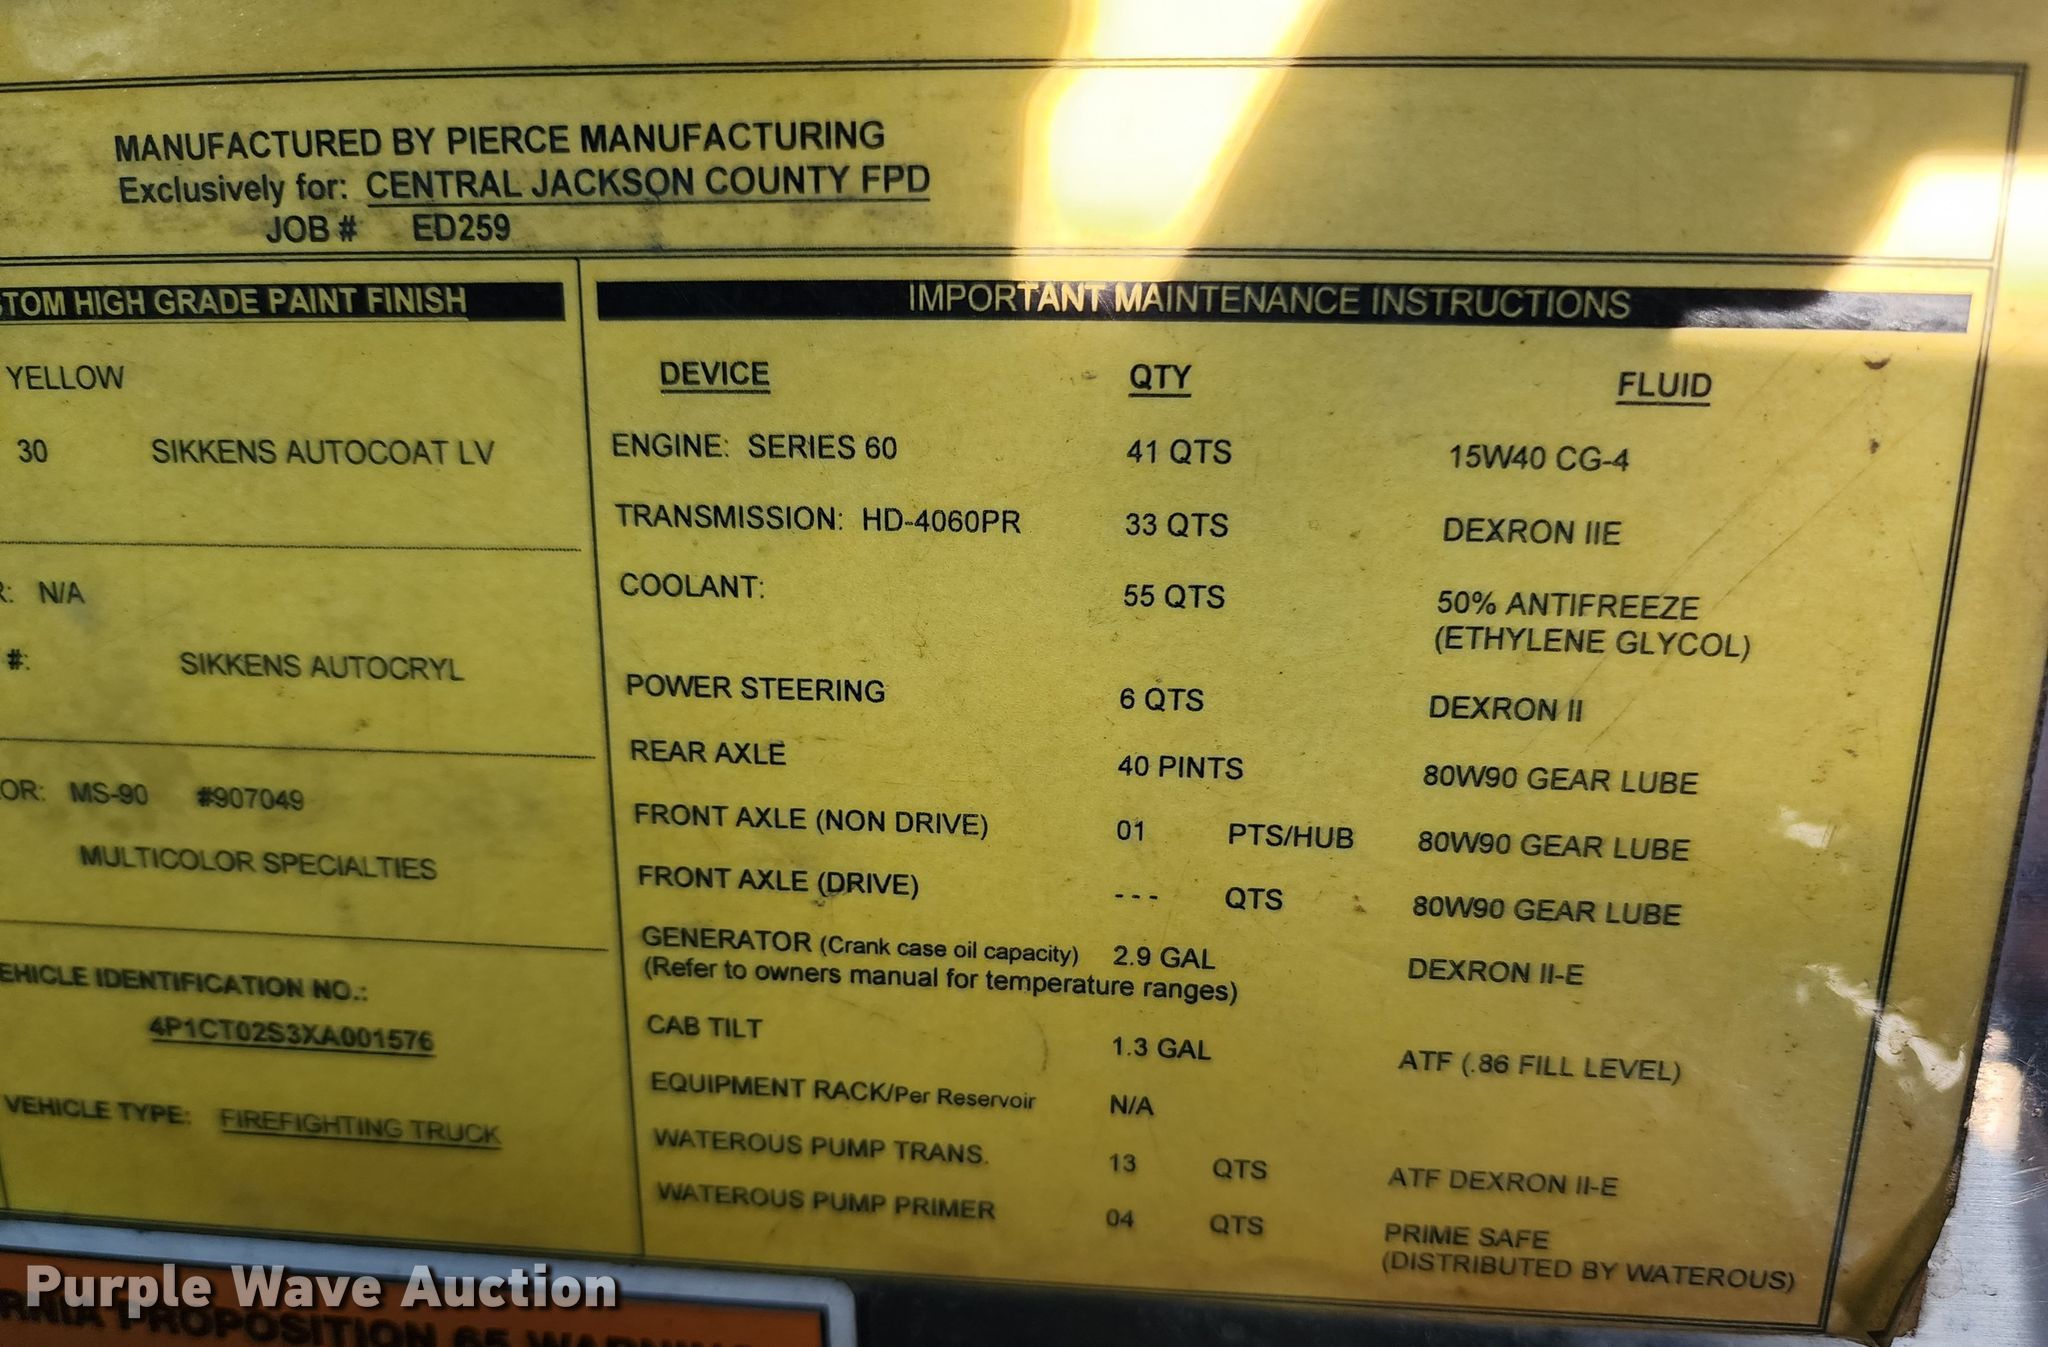 MANUFACTURED BY PIERCE MANUFACTURING
Exclusively for: CENTRAL JACKSON COUNTY FPD
JOB # ED259
TOM HIGH GRADE PAINT FINISH
YELLOW
30 SIKKENS AUTOCOAT LV
R: N/A
#: SIKKENS AUTOCRYL
OR: MS-90 #907049
MULTICOLOR SPECIALTIES
EHICLE IDENTIFICATION NO.:
4P1CT02S3XA001576
VEHICLE TYPE: FIREFIGHTING TRUCK
IMPORTANT MAINTENANCE INSTRUCTIONS
DEVICE QTY FLUID
ENGINE: SERIES 60 41 QTS 15W40 CG-4
TRANSMISSION: HD-4060PR 33 QTS DEXRON IIE
COOLANT: 55 QTS 50% ANTIFREEZE
(ETHYLENE GLYCOL)
POWER STEERING 6 QTS DEXRON II
REAR AXLE 40 PINTS 80W90 GEAR LUBE
FRONT AXLE (NON DRIVE) 01 PTS/HUB 80W90 GEAR LUBE
FRONT AXLE (DRIVE) --- QTS 80W90 GEAR LUBE
GENERATOR (Crank case oil capacity) 2.9 GAL DEXRON II-E
(Refer to owners manual for temperature ranges)
CAB TILT 1.3 GAL ATF (.86 FILL LEVEL)
EQUIPMENT RACK/Per Reservoir N/A
WATEROUS PUMP TRANS. 13 QTS ATF DEXRON II-E
WATEROUS PUMP PRIMER 04 QTS PRIME SAFE
(DISTRIBUTED BY WATEROUS)
Purple Wave Auction
RNIA PROPOSITION 65 WARNING